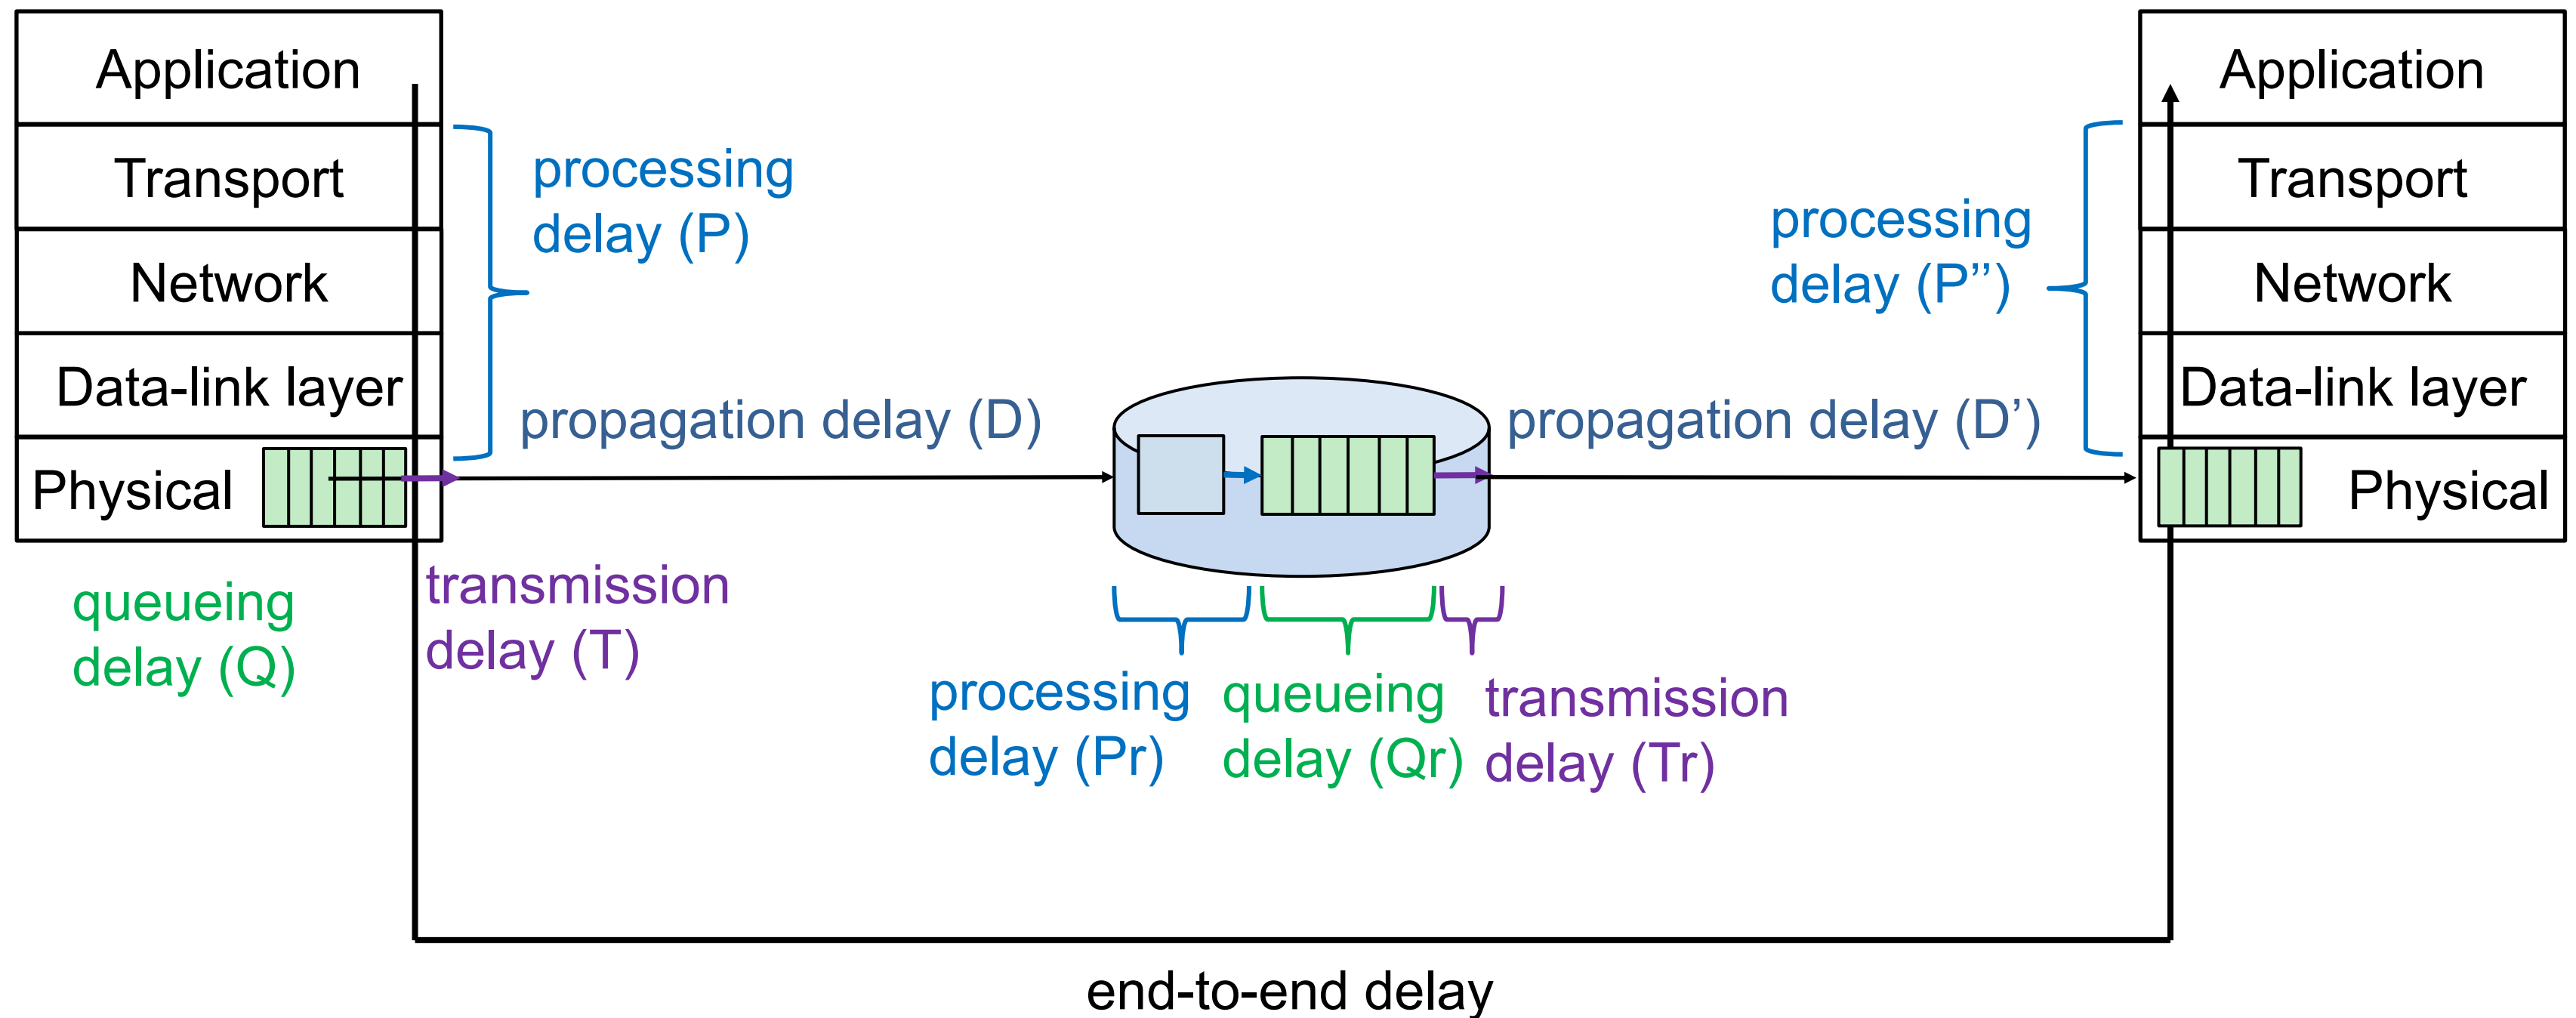 Application
Transport
Network
Data-link layer
Physical
processing
delay (P)
propagation delay (D)
queueing
delay (Q)
transmission
delay (T)
processing
delay (Pr)
queueing
delay (Qr)
transmission
delay (Tr)
propagation delay (D’)
processing
delay (P’’)
Application
Transport
Network
Data-link layer
Physical
end-to-end delay